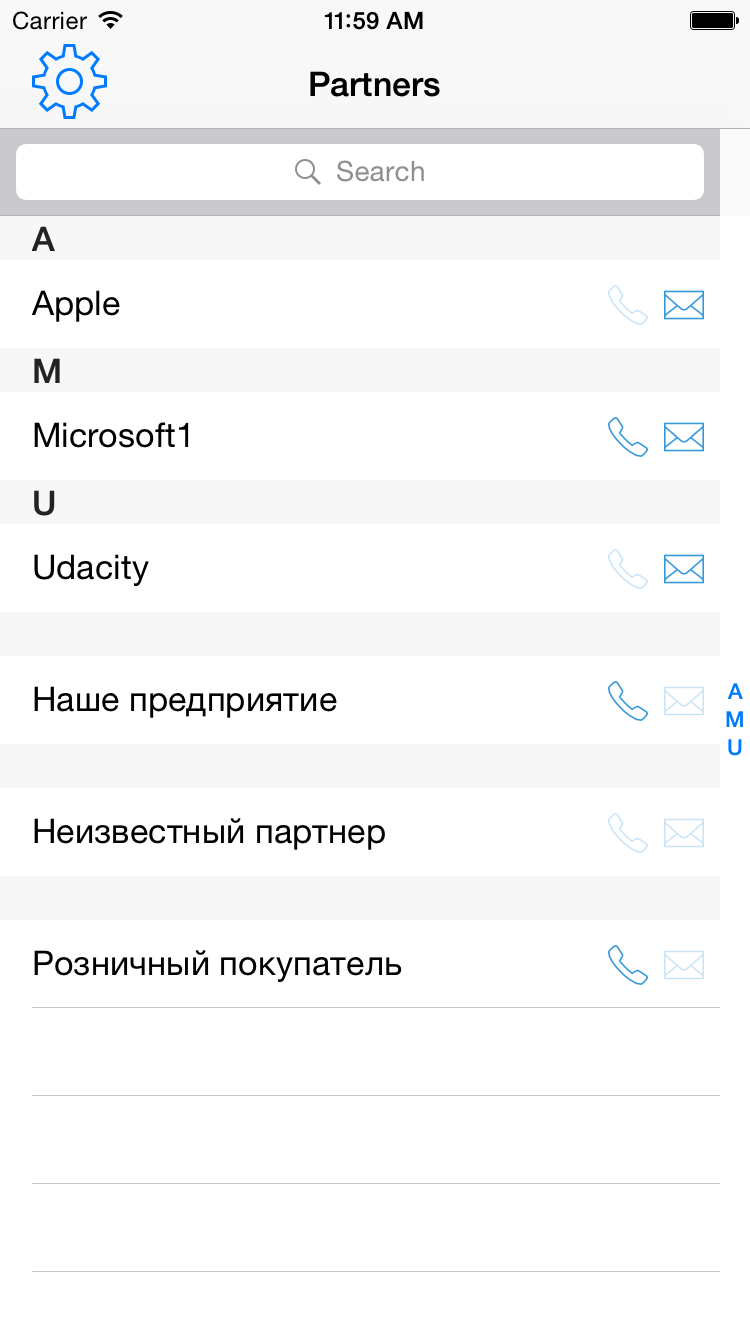 Carrier 11:59 AM
Partners
Search
A
Apple
M
Microsoft1
U
Udacity
Наше предприятие
Неизвестный партнер
Розничный покупатель
A
M
U